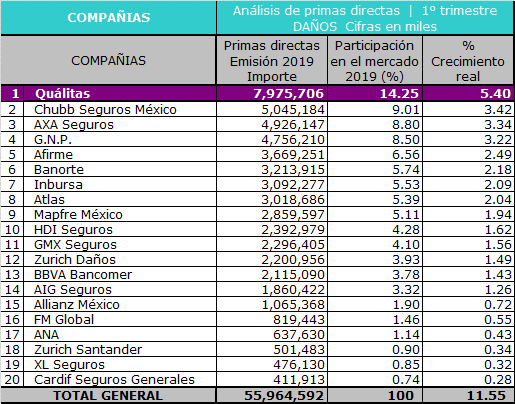 COMPAÑIAS Análisis de primas directas | 1º trimestre
DAÑOS Cifras en miles
COMPAÑIAS Primas directas Emisión 2019 Importe Participación en el mercado 2019 (%) % Crecimiento real
1 Quálitas 7,975,706 14.25 5.40
2 Chubb Seguros México 5,045,184 9.01 3.42
3 AXA Seguros 4,926,147 8.80 3.34
4 G.N.P. 4,756,210 8.50 3.22
5 Afirme 3,669,251 6.56 2.49
6 Banorte 3,213,915 5.74 2.18
7 Inbursa 3,092,277 5.53 2.09
8 Atlas 3,018,686 5.39 2.04
9 Mapfre México 2,859,597 5.11 1.94
10 HDI Seguros 2,392,979 4.28 1.62
11 GMX Seguros 2,296,405 4.10 1.56
12 Zurich Daños 2,200,956 3.93 1.49
13 BBVA Bancomer 2,115,090 3.78 1.43
14 AIG Seguros 1,860,422 3.32 1.26
15 Allianz México 1,065,368 1.90 0.72
16 FM Global 819,443 1.46 0.55
17 ANA 637,630 1.14 0.43
18 Zurich Santander 501,483 0.90 0.34
19 XL Seguros 476,130 0.85 0.32
20 Cardif Seguros Generales 411,913 0.74 0.28
TOTAL GENERAL 55,964,592 100 11.55